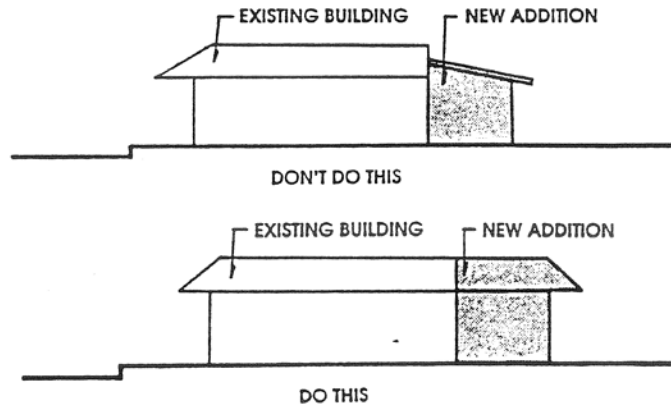 EXISTING BUILDING NEW ADDITION
DON'T DO THIS
EXISTING BUILDING NEW ADDITION
DO THIS